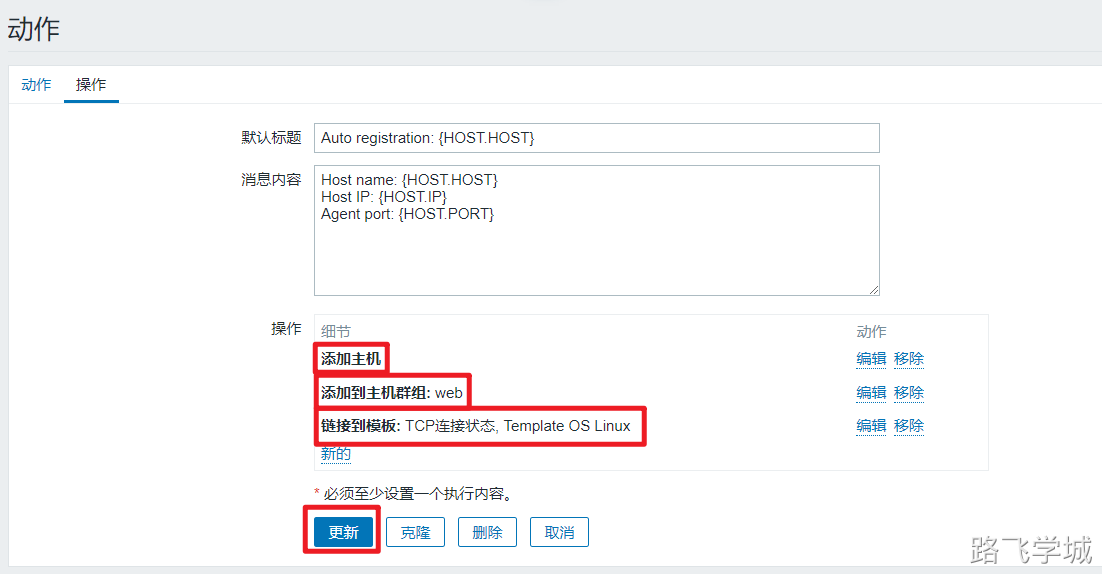 动作
动作 操作
默认标题 Auto registration: {HOST.HOST}
消息内容 Host name: {HOST.HOST}
Host IP: {HOST.IP}
Agent port: {HOST.PORT}
操作 细节 动作
添加主机 编辑 移除
添加到主机群组: web 编辑 移除
链接到模板: TCP连接状态, Template OS Linux 编辑 移除
新的
* 必须至少设置一个执行内容。
更新 克隆 删除 取消
路飞学城